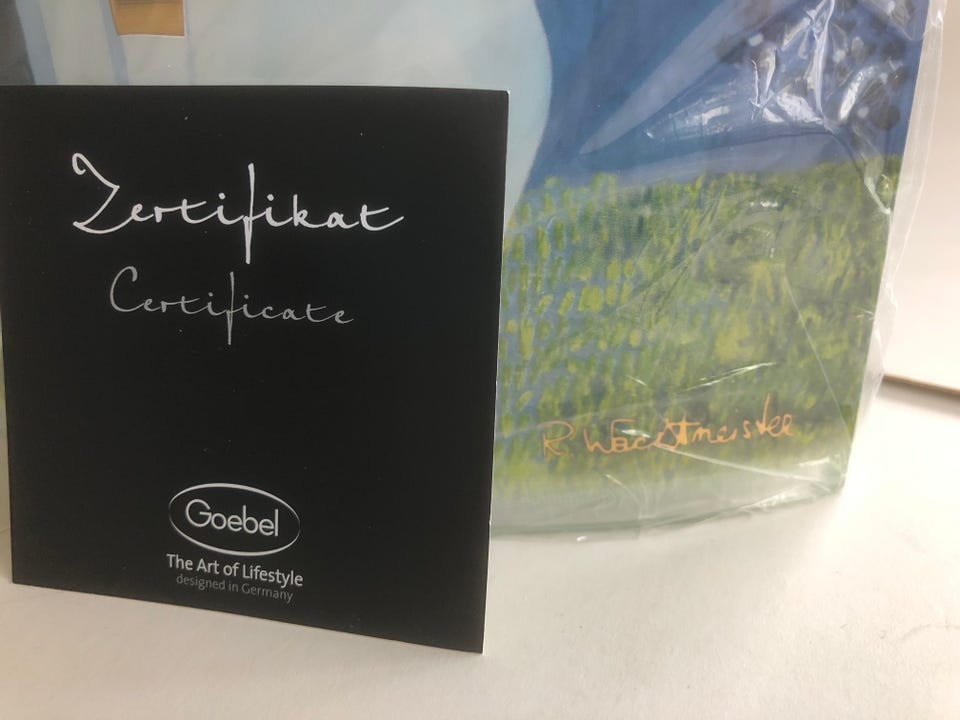 Zertifikat
Certificate
Goebel
The Art of Lifestyle
designed in Germany
R. Wachtmeister